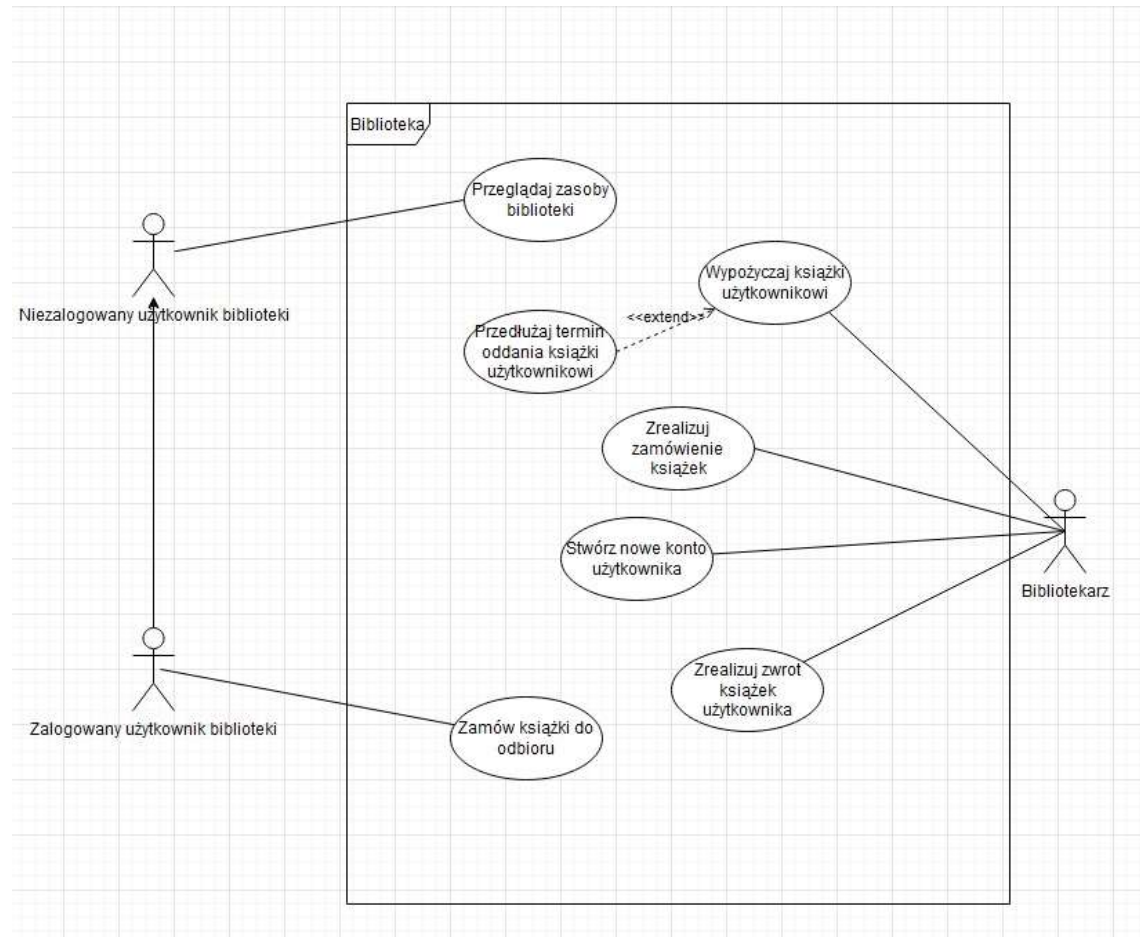 Biblioteka
Przeglądaj zasoby
biblioteki
Niezalogowany użytkownik biblioteki
Wypożyczaj książki
użytkownikowi
<<extend>>
Przedłużaj termin
oddania książki
użytkownikowi
Zrealizuj
zamówienie
książek
Stwórz nowe konto
użytkownika
Bibliotekarz
Zrealizuj zwrot
książek
użytkownika
Zalogowany użytkownik biblioteki
Zamów książki do
odbioru